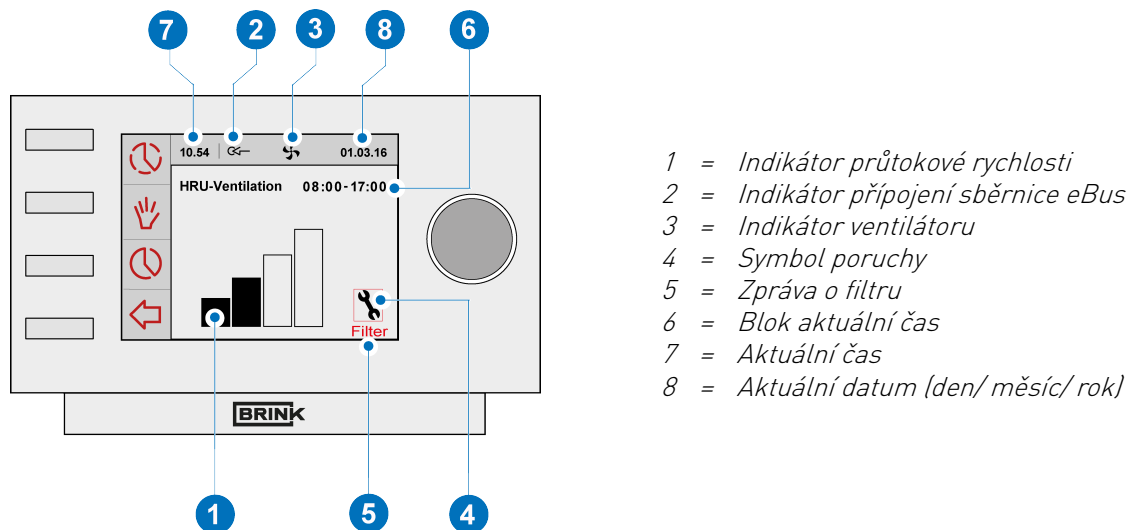 7 2 3 8 6
10.54 01.03.16
HRU-Ventilation 08:00-17:00
Filter
BRINK
1 5 4
1 = Indikátor průtokové rychlosti
2 = Indikátor přípojení sběrnice eBus
3 = Indikátor ventilátoru
4 = Symbol poruchy
5 = Zpráva o filtru
6 = Blok aktuální čas
7 = Aktuální čas
8 = Aktuální datum (den/ měsíc/ rok)